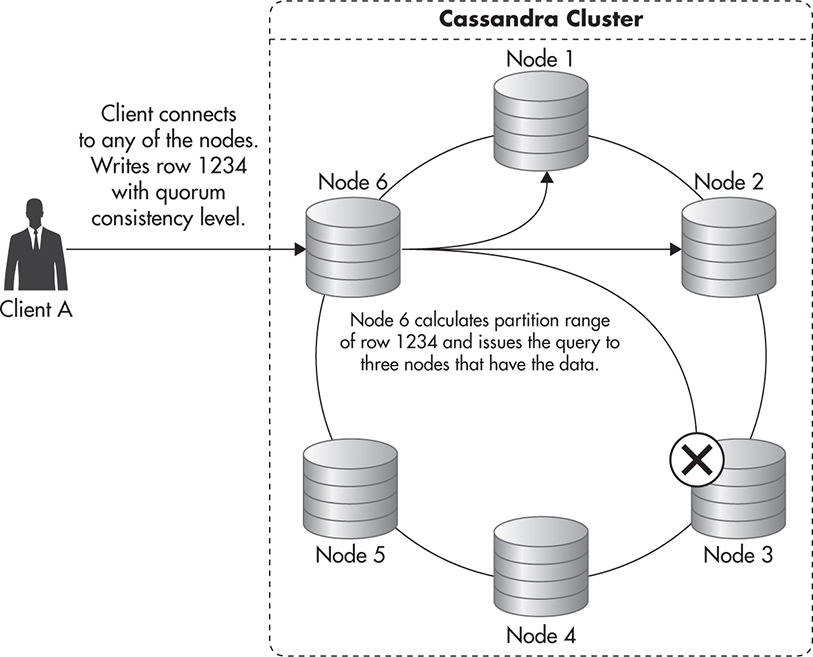 Cassandra Cluster
Node 1
Client connects
to any of the nodes.
Writes row 1234
with quorum
consistency level.
Node 6
Node 2
Client A
Node 6 calculates partition range
of row 1234 and issues the query to
three nodes that have the data.
Node 5
Node 3
Node 4